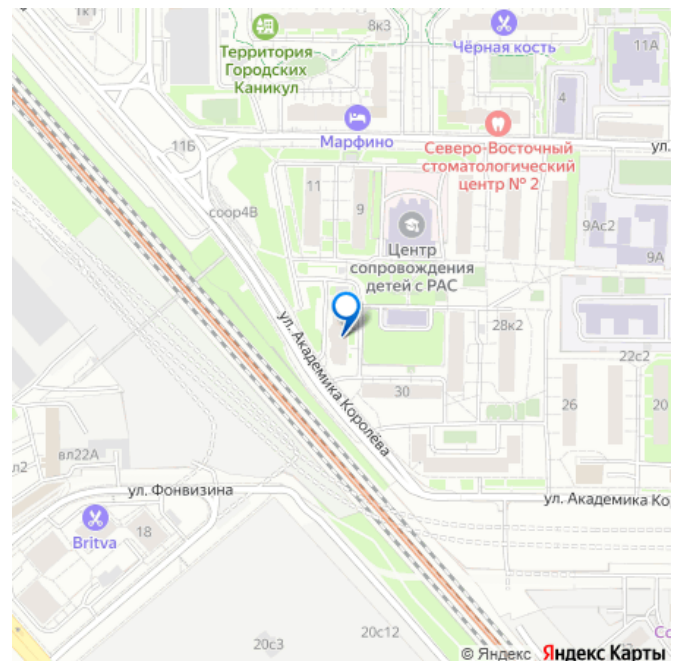 1к1
8к3
Территория
Городских
Каникул
Чёрная кость
11А
4
Марфино
11Б
Северо-Восточный
стоматологический
центр № 2
ул.
11
9
соор4В
Центр
сопровождения
детей с РАС
9Ас2
9А
ул. Академика Королёва
28к2
22с2
30
26
20
вл22А
л2
ул. Фонвизина
ул. Академика Ко
Britva
18
20с3
20с12
© Яндекс Яндекс Карты